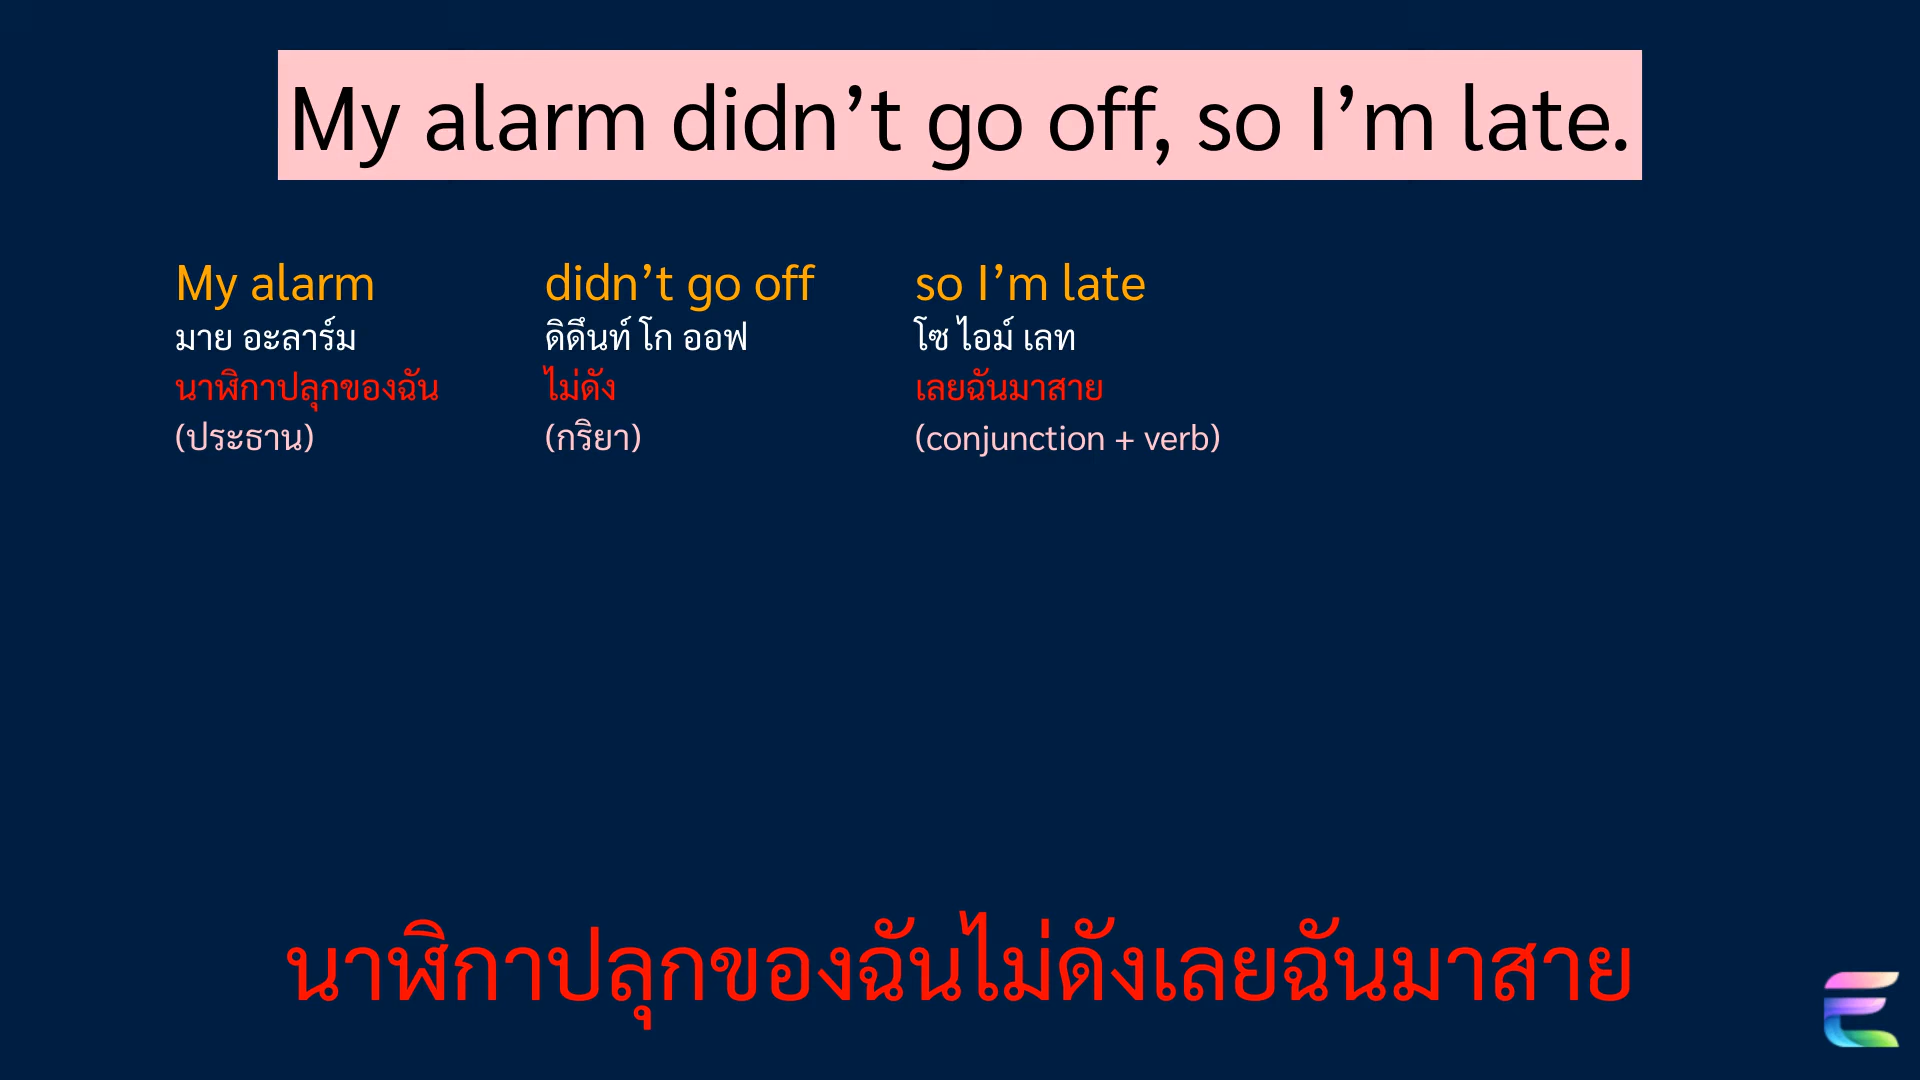 My alarm didn’t go off, so I’m late.
My alarm
มาย อะลาร์ม
นาฬิกาปลุกของฉัน
(ประธาน)
didn’t go off
ดิดึนท์ โก ออฟ
ไม่ดัง
(กริยา)
so I’m late
โซ ไอม์ เลท
เลยฉันมาสาย
(conjunction + verb)
นาฬิกาปลุกของฉันไม่ดังเลยฉันมาสาย